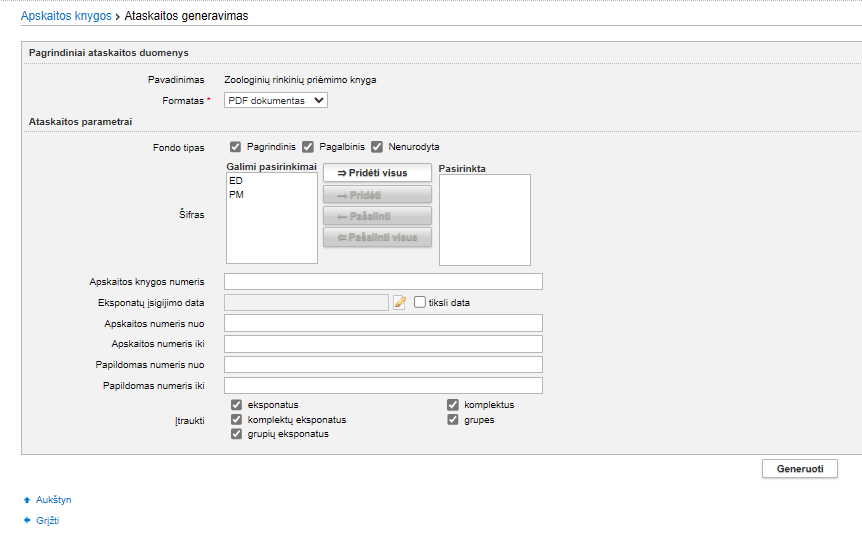 Apskaitos knygos > Ataskaitos generavimas
Pagrindiniai ataskaitos duomenys
Pavadinimas Zoologinių rinkinių priėmimo knyga
Formatas * PDF dokumentas
Ataskaitos parametrai
Fondo tipas Pagrindinis Pagalbinis Nenurodyta
Galimi pasirinkimai ⇒ Pridėti visus Pasirinkta
ED
PM → Pridėti
Šifras ← Pašalinti
⇐ Pašalinti visus
Apskaitos knygos numeris
Eksponatų įsigijimo data tiksli data
Apskaitos numeris nuo
Apskaitos numeris iki
Papildomas numeris nuo
Papildomas numeris iki
eksponatus komplektus
Įtraukti komplektų eksponatus grupes
grupių eksponatus
Generuoti
Aukštyn
Grįžti